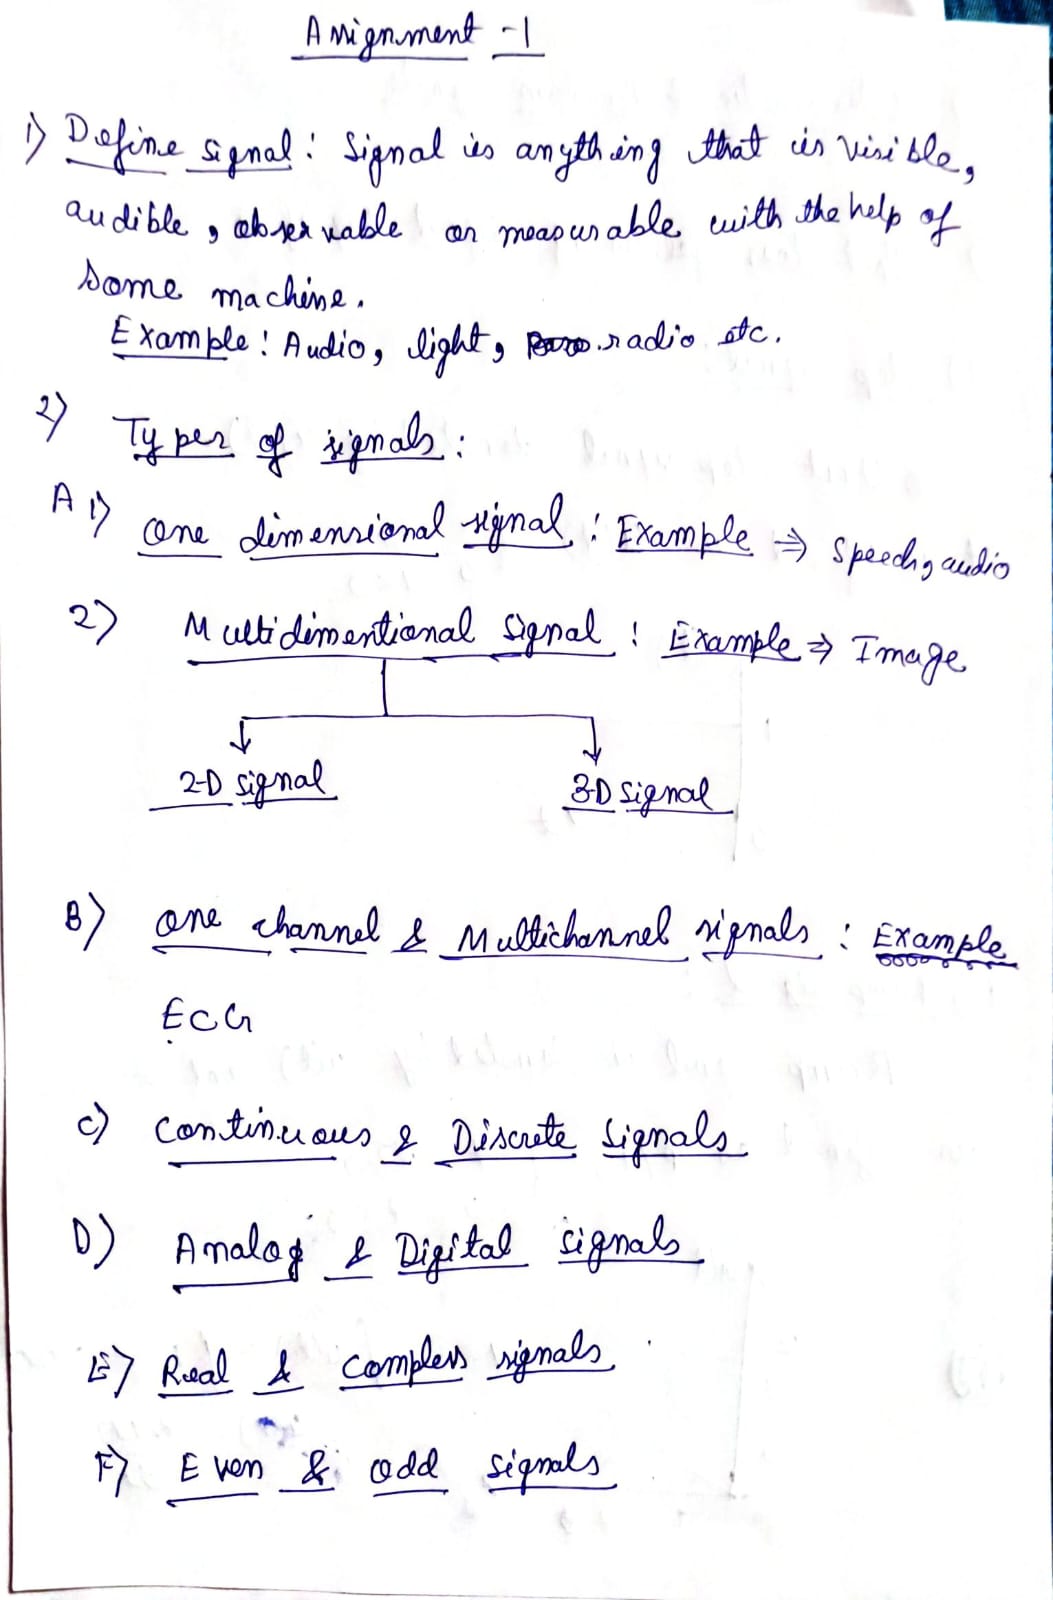 Assignment - 1
1) Define signal : Signal is anything that is visible,
audible, observable or measurable with the help of
some machine.
Example : Audio, light, radio etc.
2) Types of signals :
A 1) One dimensional signal : Example ⇒ Speech, audio
2) Multidimentional Signal : Example ⇒ Image
2-D signal 3-D signal
B) One channel & Multichannel signals : Example
ECG
C) Continuous & Discrete Signals
D) Analog & Digital signals
E) Real & Complex signals
F) Even & odd signals